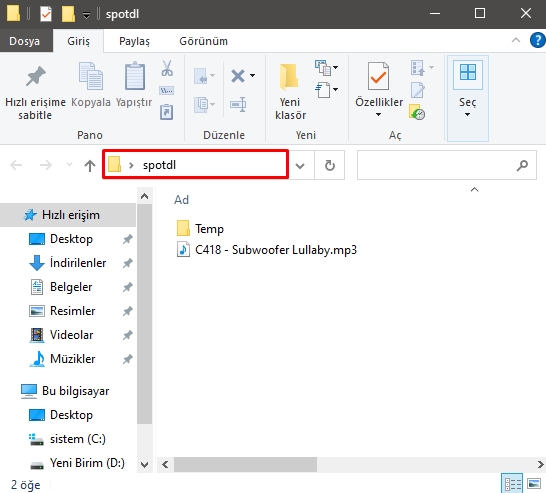 spotdl
Dosya Giriş Paylaş Görünüm
Hızlı erişime sabitle
Kopyala
Yapıştır
Yeni klasör
Özellikler
Seç
Pano
Düzenle
Yeni
Aç
spotdl
Ad
Hızlı erişim
Desktop
İndirilenler
Belgeler
Resimler
Videolar
Müzikler
Bu bilgisayar
Desktop
sistem (C:)
Yeni Birim (D:)
Temp
C418 - Subwoofer Lullaby.mp3
2 öğe